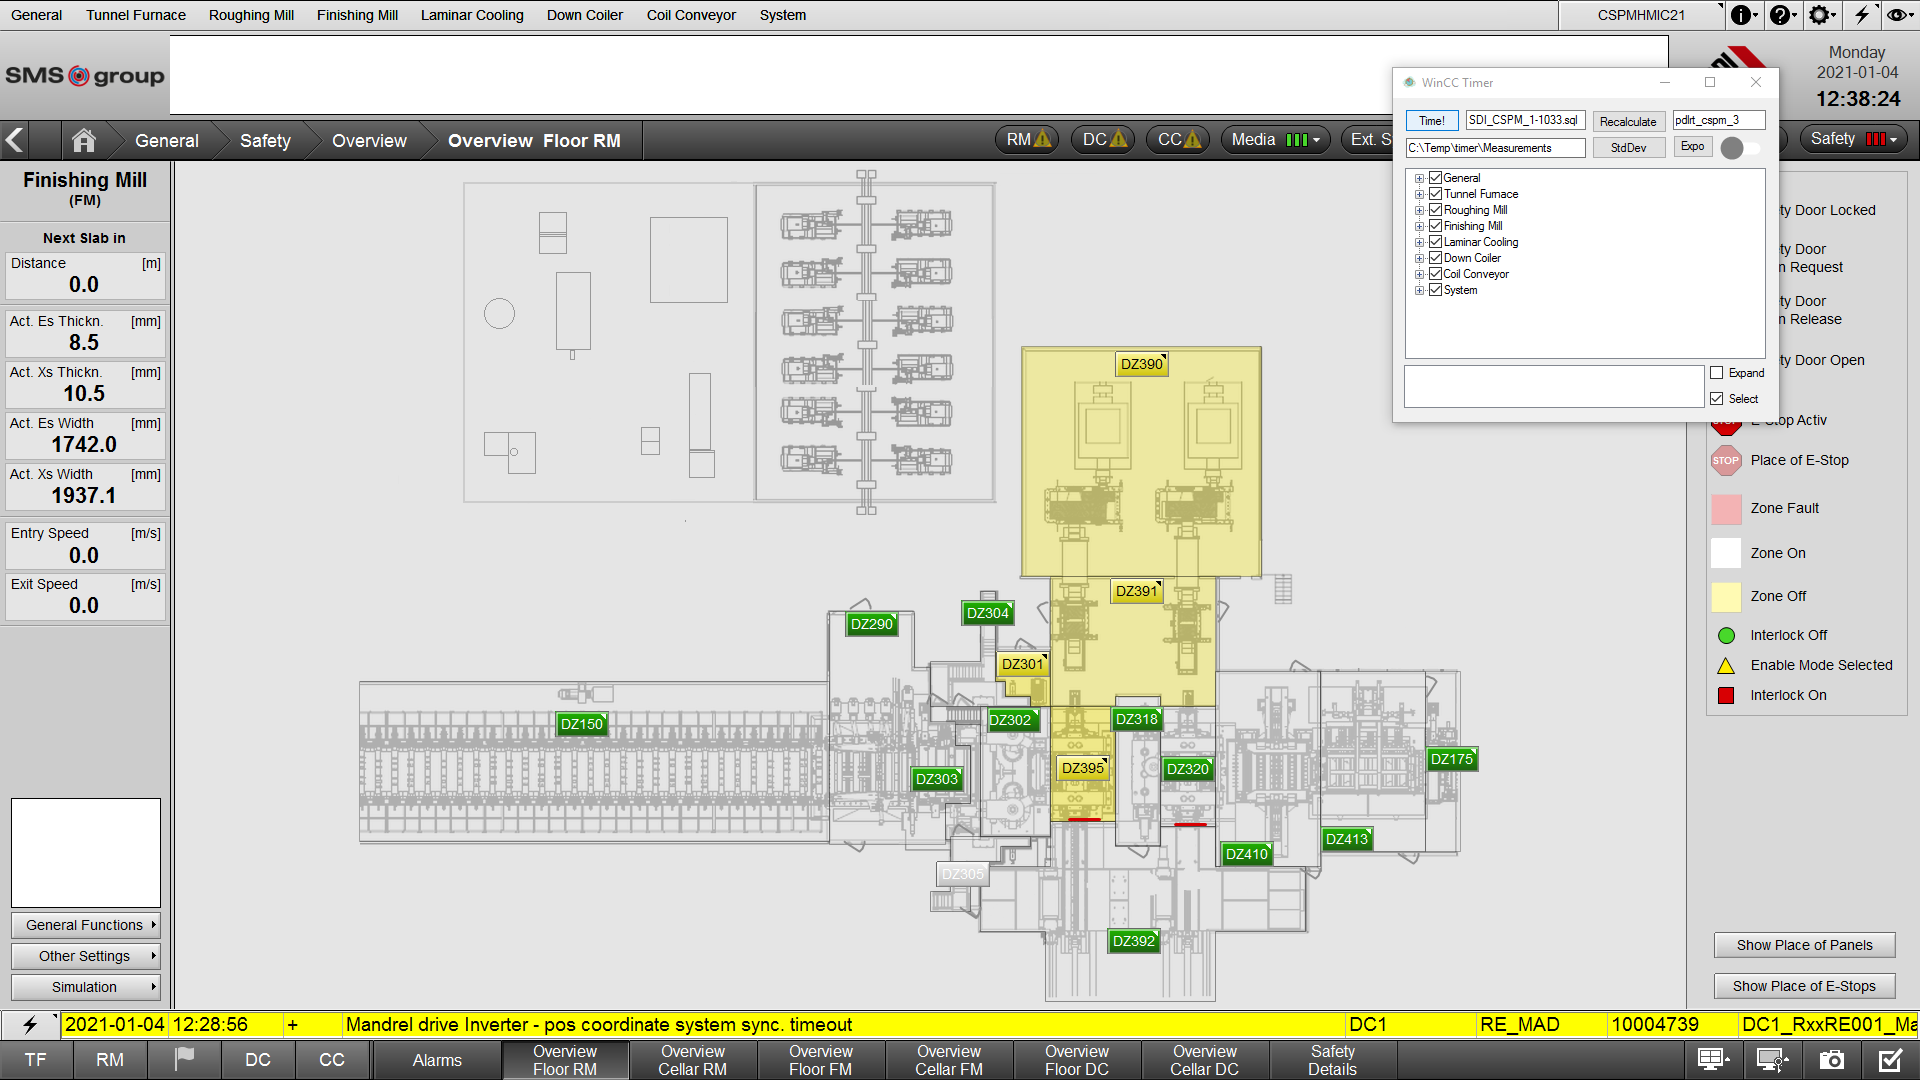 General Tunnel Furnace Roughing Mill Finishing Mill Laminar Cooling Down Coiler Coil Conveyor System CSPMHMIC21
SMS group
Monday
2021-01-04
12:38:24
WinCC Timer
Time! SDI_CSPM_1-1033.sql Recalculate pdlrt_cspm_3
C:\Temp\timer\Measurements StdDev Expo
General
Tunnel Furnace
Roughing Mill
Finishing Mill
Laminar Cooling
Down Coiler
Coil Conveyor
System
Expand
Select
General Safety Overview Overview Floor RM RM DC CC Media Ext. S Safety
Finishing Mill
(FM)
Next Slab in
Distance [m]
0.0
Act. Es Thickn. [mm]
8.5
Act. Xs Thickn. [mm]
10.5
Act. Es Width [mm]
1742.0
Act. Xs Width [mm]
1937.1
Entry Speed [m/s]
0.0
Exit Speed [m/s]
0.0
General Functions
Other Settings
Simulation
DZ390
DZ391
DZ304
DZ290
DZ301
DZ150
DZ302
DZ318
DZ395
DZ320
DZ303
DZ175
DZ413
DZ410
DZ305
DZ392
ty Door Locked
ty Door
n Request
ty Door
n Release
ty Door Open
E-Stop Activ
STOP Place of E-Stop
Zone Fault
Zone On
Zone Off
Interlock Off
Enable Mode Selected
Interlock On
Show Place of Panels
Show Place of E-Stops
2021-01-04 12:28:56 + Mandrel drive Inverter - pos coordinate system sync. timeout DC1 RE_MAD 10004739 DC1_RxxRE001_Ma
TF RM DC CC Alarms
Overview
Floor RM
Overview
Cellar RM
Overview
Floor FM
Overview
Cellar FM
Overview
Floor DC
Overview
Cellar DC
Safety
Details